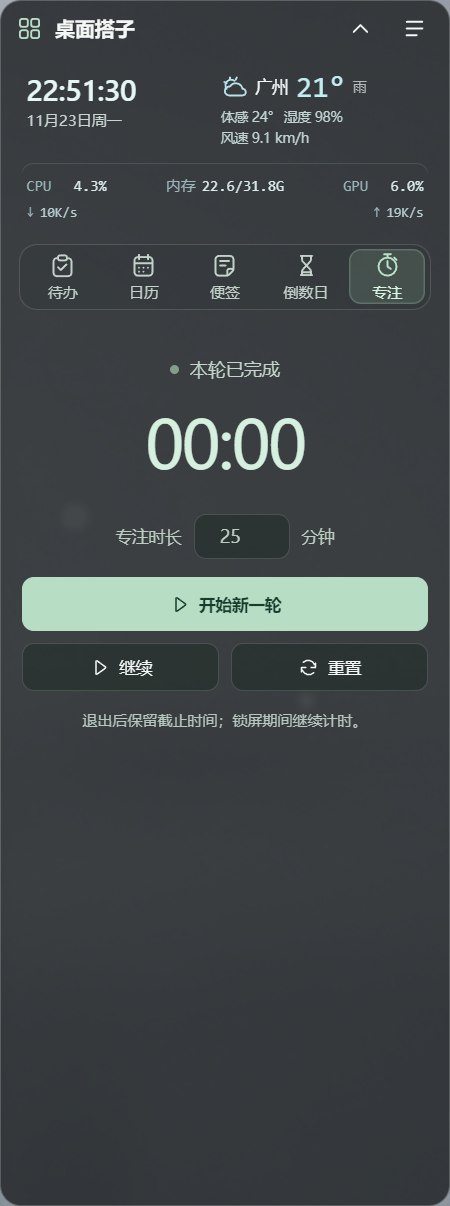 桌面搭子
22:51:30
11月23日周一
广州 21° 雨
体感 24° 湿度 98%
风速 9.1 km/h
CPU 4.3% 内存 22.6/31.8G GPU 6.0%
↓ 10K/s ↑ 19K/s
待办 日历 便签 倒数日 专注
本轮已完成
00:00
专注时长 25 分钟
开始新一轮
继续 重置
退出后保留截止时间；锁屏期间继续计时。